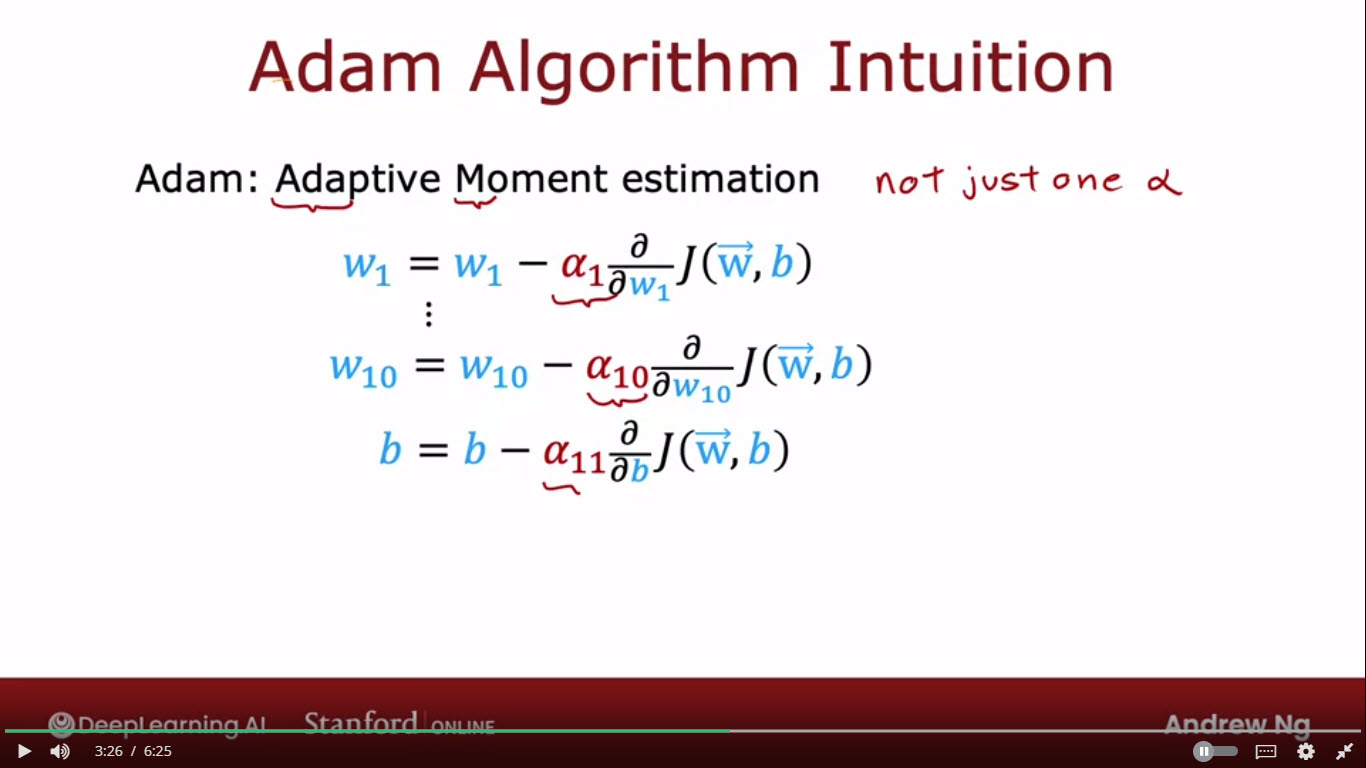 Adam Algorithm Intuition
Adam: Adaptive Moment estimation not just one α
w₁ = w₁ − α₁ ∂/∂w₁ J(w⃗, b)
⋮
w₁₀ = w₁₀ − α₁₀ ∂/∂w₁₀ J(w⃗, b)
b = b − α₁₁ ∂/∂b J(w⃗, b)
DeepLearning.AI Stanford | ONLINE Andrew Ng
3:26 / 6:25